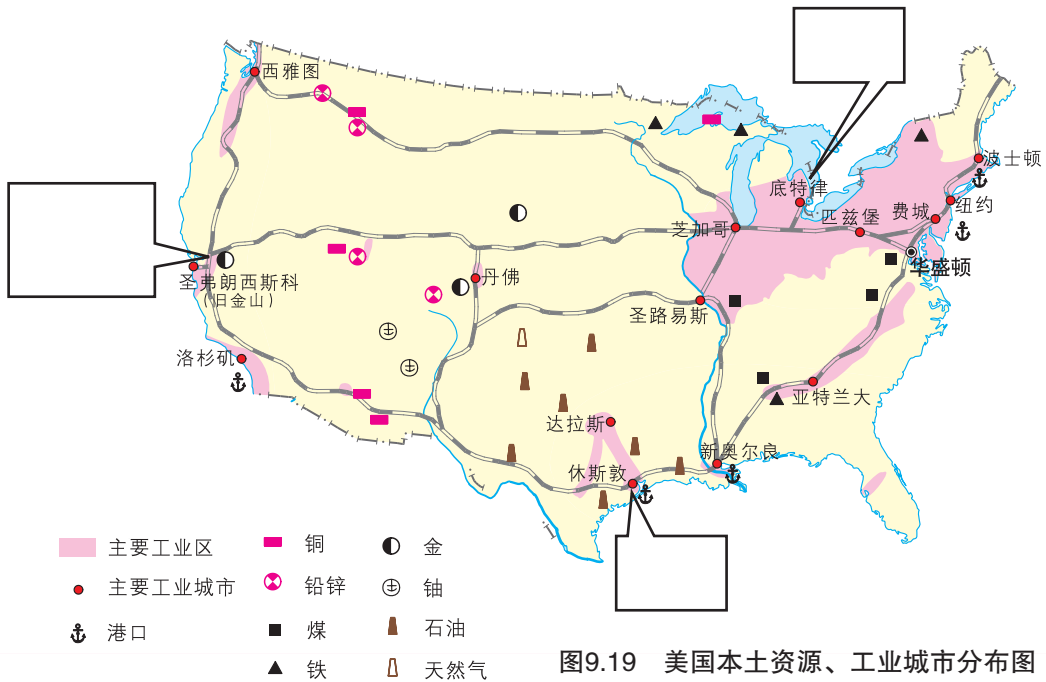 西雅图
波士顿
底特律
纽约
费城
匹兹堡
芝加哥
华盛顿
圣弗朗西斯科
(旧金山)
丹佛
圣路易斯
洛杉矶
亚特兰大
达拉斯
新奥尔良
休斯敦
主要工业区
铜
金
主要工业城市
铅锌
铀
港口
煤
石油
铁
天然气
图9.19 美国本土资源、工业城市分布图